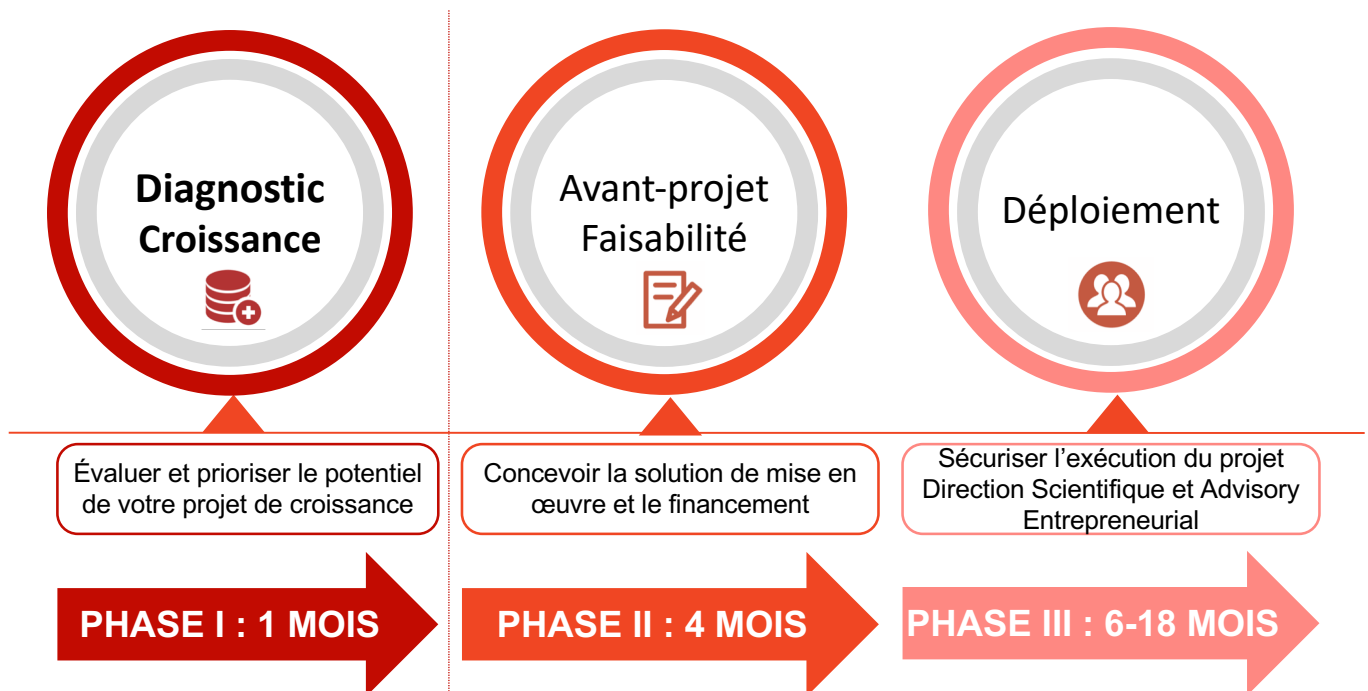 Diagnostic
Croissance
Avant-projet
Faisabilité
Déploiement
Évaluer et prioriser le potentiel
de votre projet de croissance
Concevoir la solution de mise en
œuvre et le financement
Sécuriser l’exécution du projet
Direction Scientifique et Advisory
Entrepreneurial
PHASE I : 1 MOIS
PHASE II : 4 MOIS
PHASE III : 6-18 MOIS